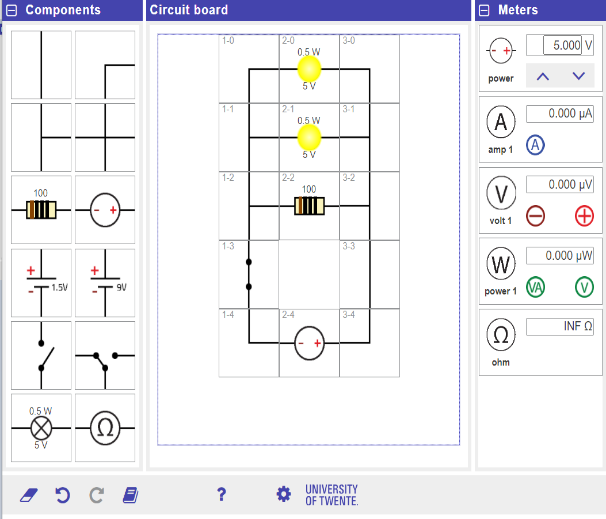 Components
Circuit board
Meters
1-0
2-0
3-0
0.5 W
5 V
5.000 V
power
1-1
2-1
3-1
0.5 W
5 V
0.000 µA
A
A
amp 1
100
1-2
2-2
3-2
100
0.000 µV
V
volt 1
1-3
3-3
0.000 µW
W
VA
V
power 1
1.5V
9V
1-4
2-4
3-4
INF Ω
Ω
ohm
0.5 W
5 V
Ω
?
UNIVERSITY
OF TWENTE.